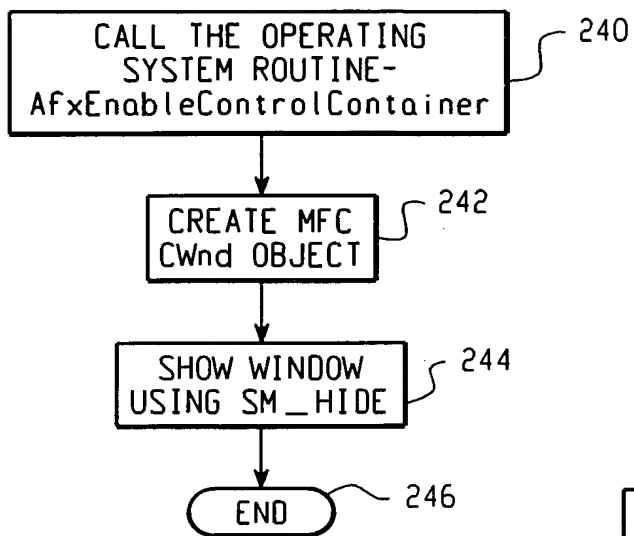 CALL THE OPERATING
SYSTEM ROUTINE-
AfxEnableControlContainer
240
CREATE MFC
CWnd OBJECT
242
SHOW WINDOW
USING SM_HIDE
244
END
246